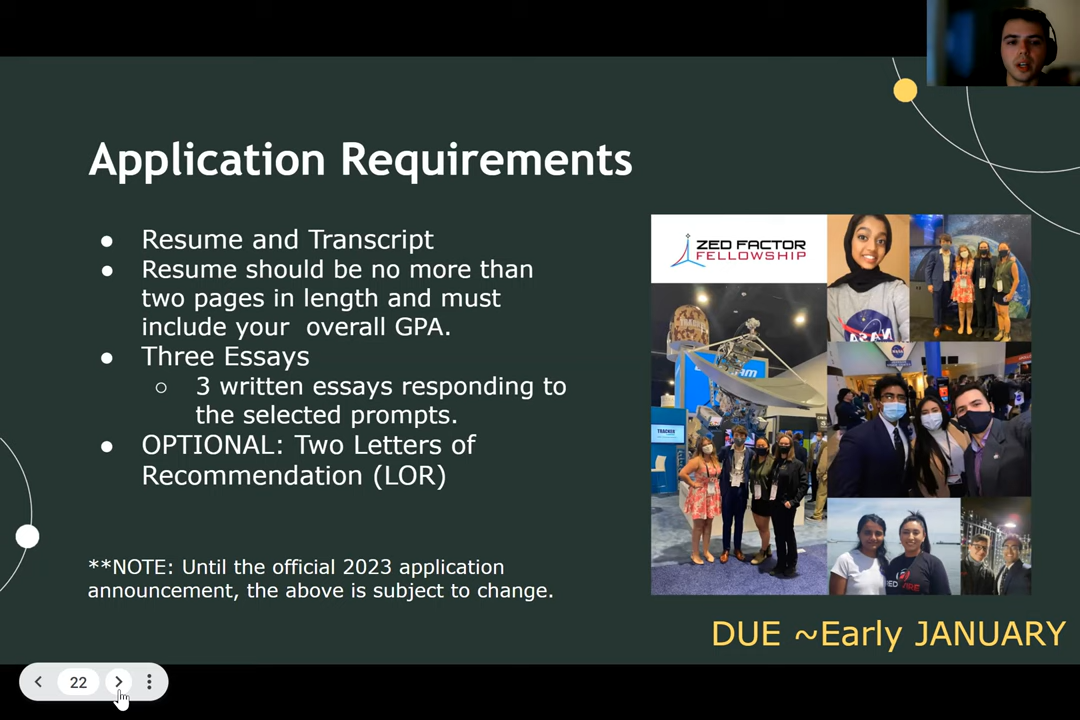 Application Requirements
● Resume and Transcript
● Resume should be no more than
two pages in length and must
include your overall GPA.
● Three Essays
○ 3 written essays responding to
the selected prompts.
● OPTIONAL: Two Letters of
Recommendation (LOR)
**NOTE: Until the official 2023 application
announcement, the above is subject to change.
ZED FACTOR
FELLOWSHIP
NASA
TRACKER
DUE ~Early JANUARY
22